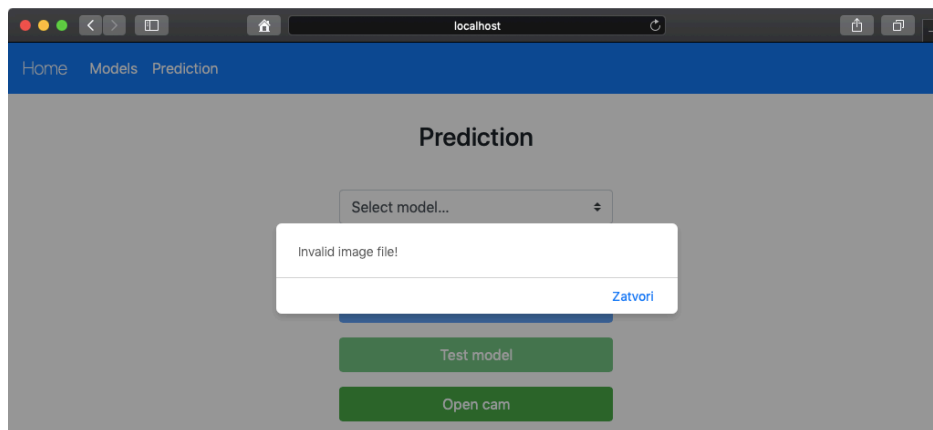 localhost
Home Models Prediction
Prediction
Select model...
Invalid image file!
Zatvori
Test model
Open cam